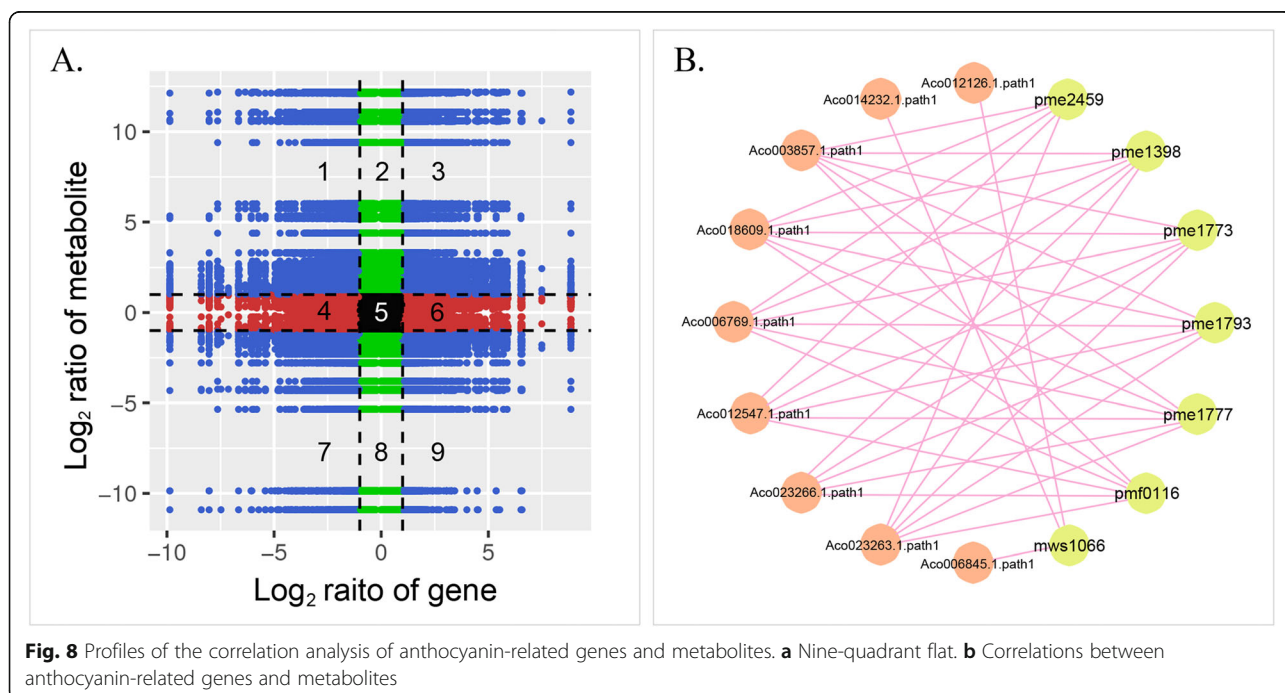 A.
Log2 ratio of metabolite
10
5
0
−5
−10
1 2 3
4 5 6
7 8 9
−10 −5 0 5
Log2 raito of gene
B.
Aco012126.1.path1
Aco014232.1.path1
pme2459
Aco003857.1.path1
pme1398
Aco018609.1.path1
pme1773
Aco006769.1.path1
pme1793
Aco012547.1.path1
pme1777
Aco023266.1.path1
pmf0116
Aco023263.1.path1
mws1066
Aco006845.1.path1
Fig. 8 Profiles of the correlation analysis of anthocyanin-related genes and metabolites. a Nine-quadrant flat. b Correlations between
anthocyanin-related genes and metabolites